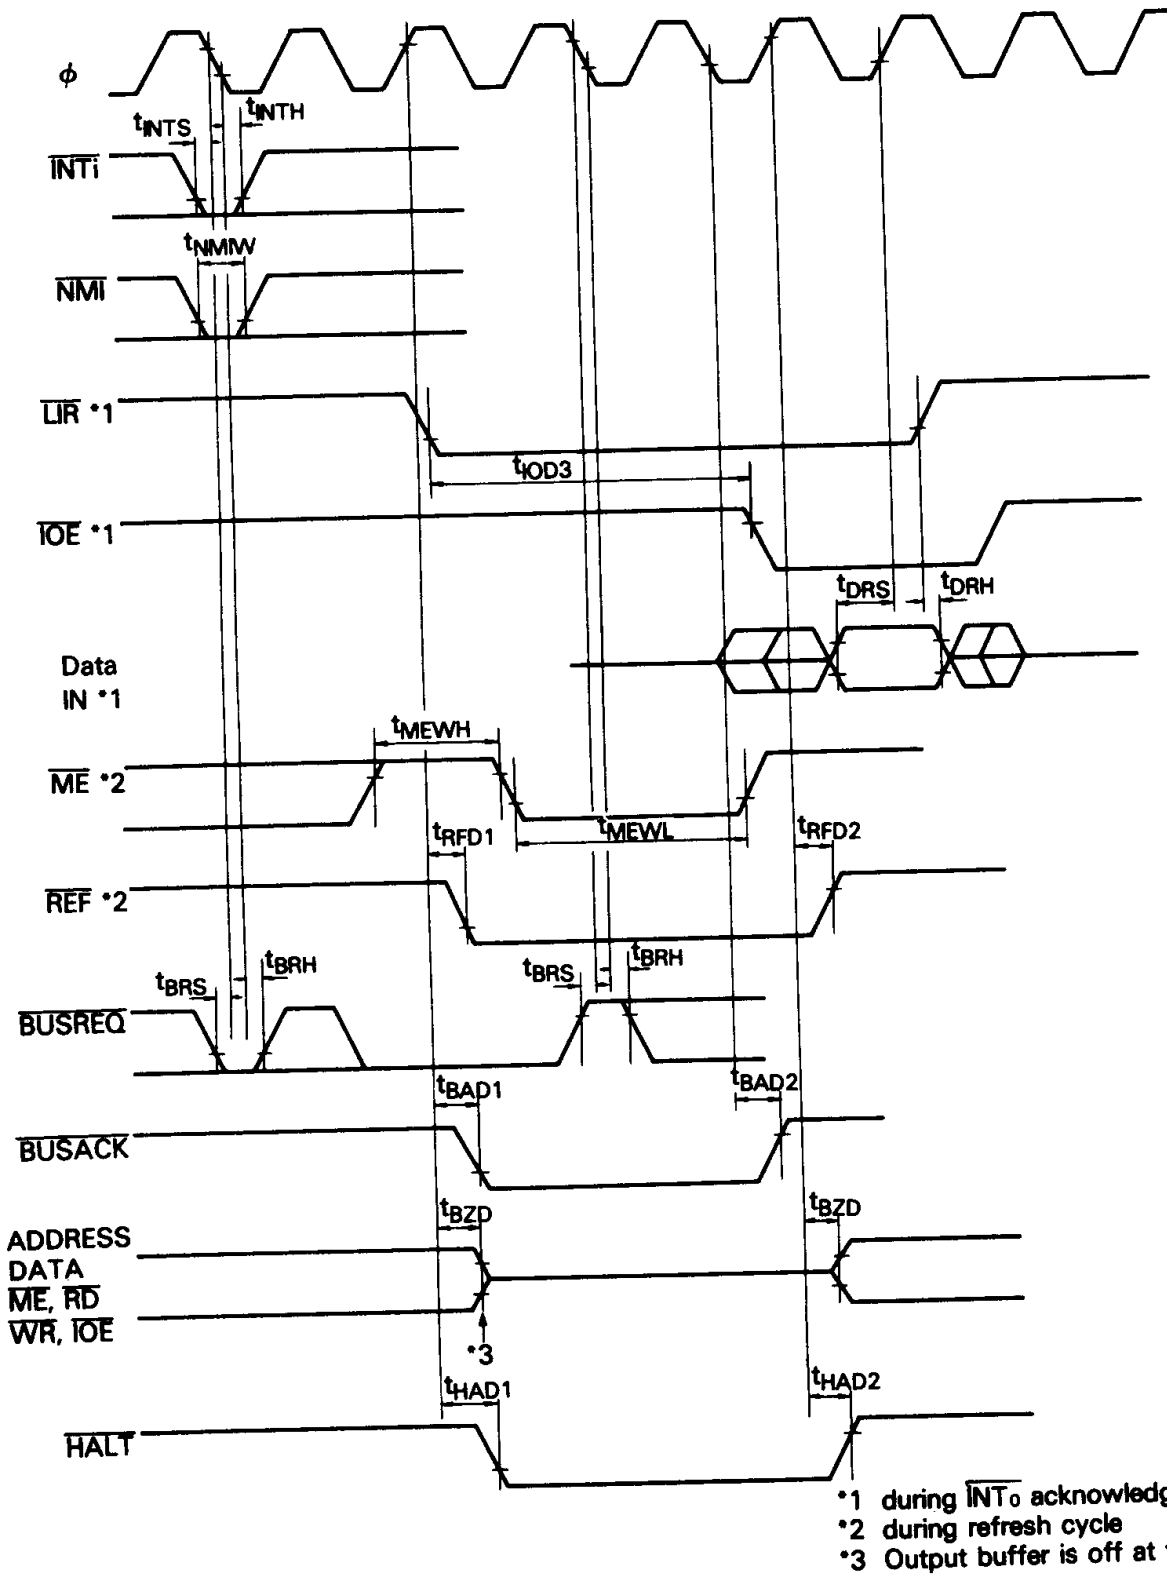 ϕ
tINTS
tINTH
INTi
tNMIW
NMI
LIR *1
tIOD3
IOE *1
tDRS
tDRH
Data
IN *1
tMEWH
ME *2
tMEWL
tRFD1
tRFD2
REF *2
tBRS
tBRH
tBRS
tBRH
BUSREQ
tBAD1
tBAD2
BUSACK
tBZD
tBZD
ADDRESS
DATA
ME, RD
WR, IOE
*3
tHAD1
tHAD2
HALT
*1 during INT0
*2 during refresh cycle
*3 Output buffer is off at